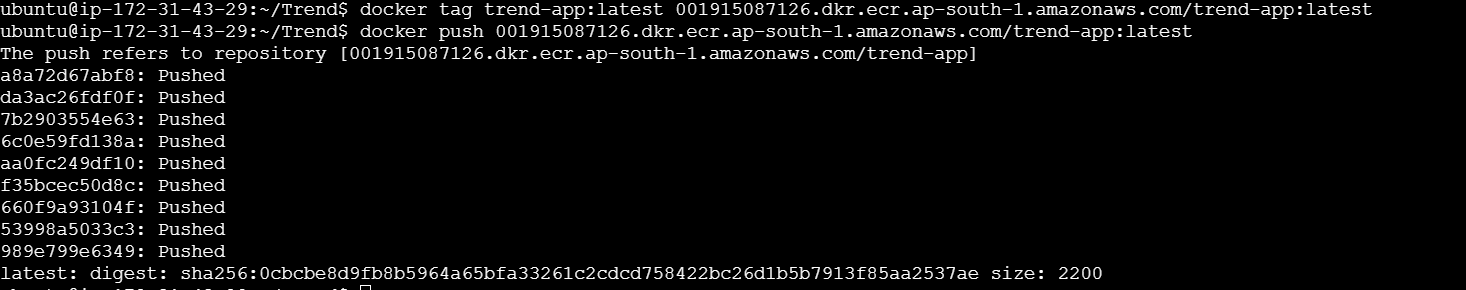 ubuntu@ip-172-31-43-29:~/Trend$ docker tag trend-app:latest 001915087126.dkr.ecr.ap-south-1.amazonaws.com/trend-app:latest
ubuntu@ip-172-31-43-29:~/Trend$ docker push 001915087126.dkr.ecr.ap-south-1.amazonaws.com/trend-app:latest
The push refers to repository [001915087126.dkr.ecr.ap-south-1.amazonaws.com/trend-app]
a8a72d67abf8: Pushed
da3ac26fdf0f: Pushed
7b2903554e63: Pushed
6c0e59fd138a: Pushed
aa0fc249df10: Pushed
f35bcec50d8c: Pushed
660f9a93104f: Pushed
53998a5033c3: Pushed
989e799e6349: Pushed
latest: digest: sha256:0cbcbe8d9fb8b5964a65bfa33261c2cdcd758422bc26d1b5b7913f85aa2537ae size: 2200